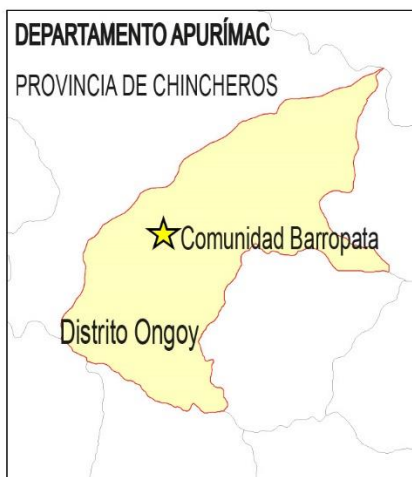 DEPARTAMENTO APURÍMAC
PROVINCIA DE CHINCHEROS
Comunidad Barropata
Distrito Ongoy